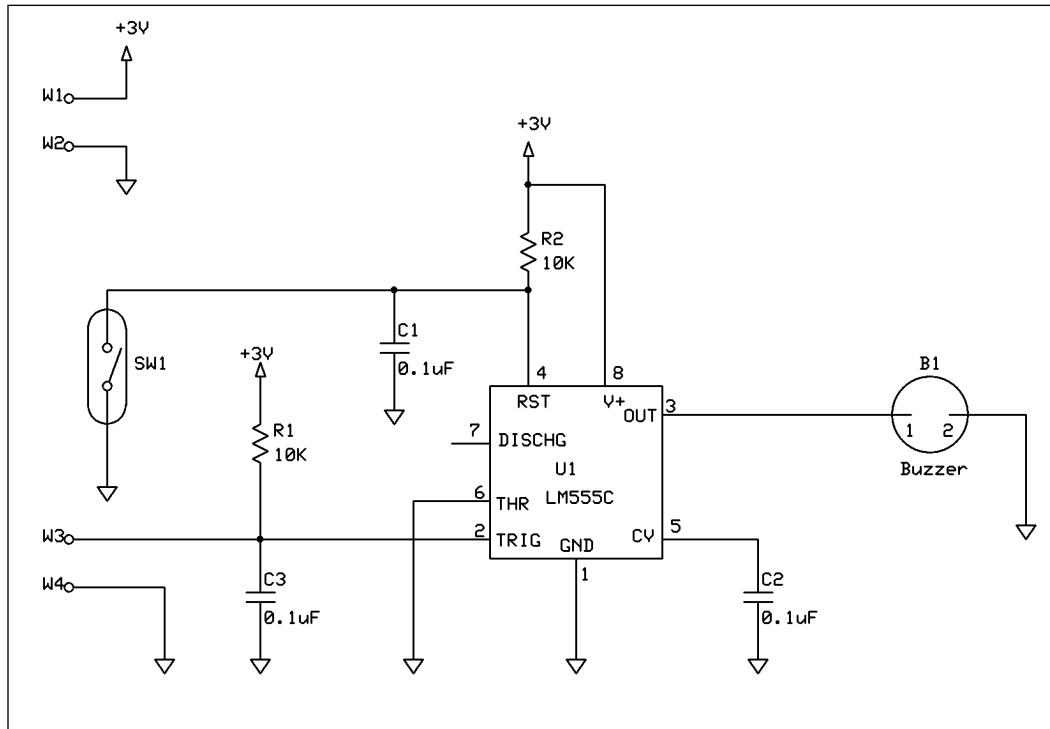 +3V
W1
W2
+3V
R2
10K
C1
0.1uF
SW1
+3V
R1
10K
4
8
RST
V+
OUT
3
B1
1
2
Buzzer
7
DISCHG
U1
LM555C
6
THR
2
TRIG
GND
CV
5
1
W3
W4
C3
0.1uF
C2
0.1uF